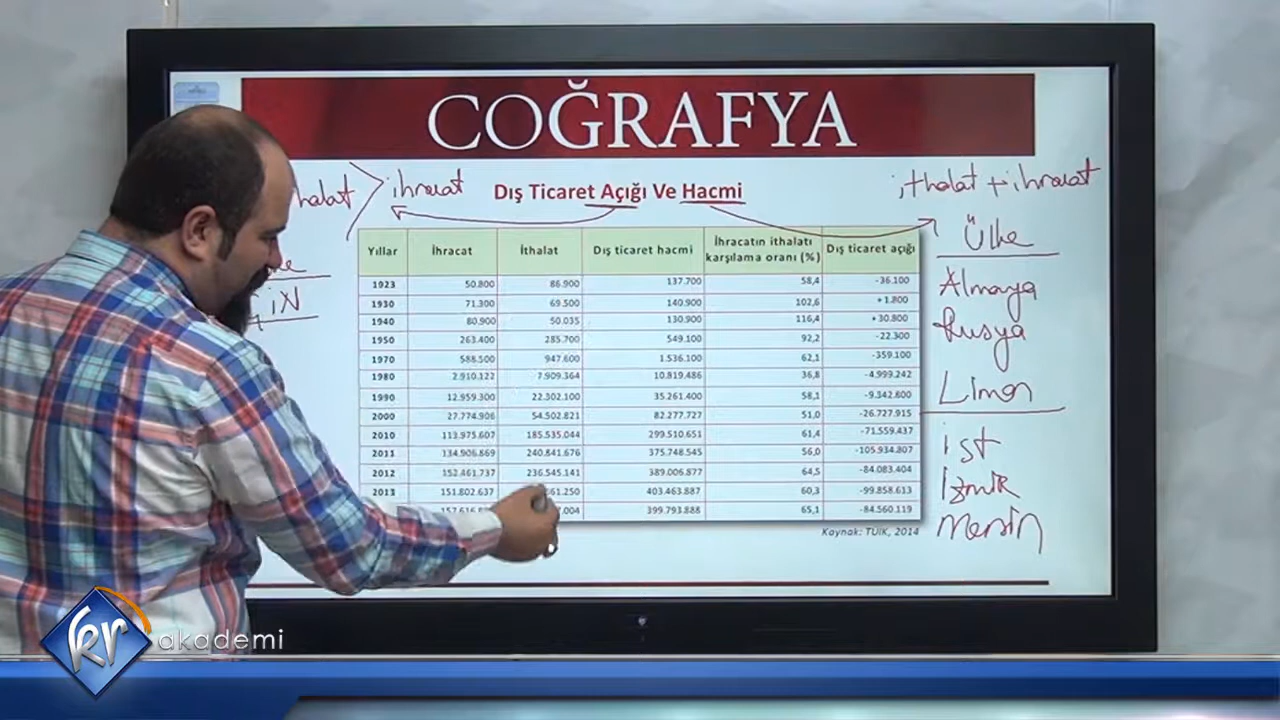 COĞRAFYA
ihracat
Dış Ticaret Açığı Ve Hacmi
ithalat + ihracat
Ülke
Almaya
Rusya
Liman
ist
İzmir
Mersin
ÇiN
Yıllar İhracat İthalat Dış ticaret hacmi İhracatın ithalatı karşılama oranı (%) Dış ticaret açığı
1923 50.800 86.900 137.700 58,4 -36.100
1930 71.300 69.500 140.900 102,6 +1.800
1940 80.900 50.035 130.900 116,4 +30.800
1950 263.400 285.700 549.100 92,2 -22.300
1970 588.500 947.600 1.536.100 62,1 -359.100
1980 2.910.122 7.909.364 10.819.486 36,8 -4.999.242
1990 12.959.300 22.302.100 35.261.400 58,1 -9.342.800
2000 27.774.906 54.502.821 82.277.727 51,0 -26.727.915
2010 113.975.607 185.535.044 299.510.651 61,4 -71.559.437
2011 134.906.869 240.841.676 375.748.545 56,0 -105.934.807
2012 152.461.737 236.545.141 389.006.877 64,5 -84.083.404
2013 151.802.637 403.463.887 60,3 -99.858.613
399.793.888 65,1 -84.560.119
Kaynak: TÜİK, 2014
kr akademi